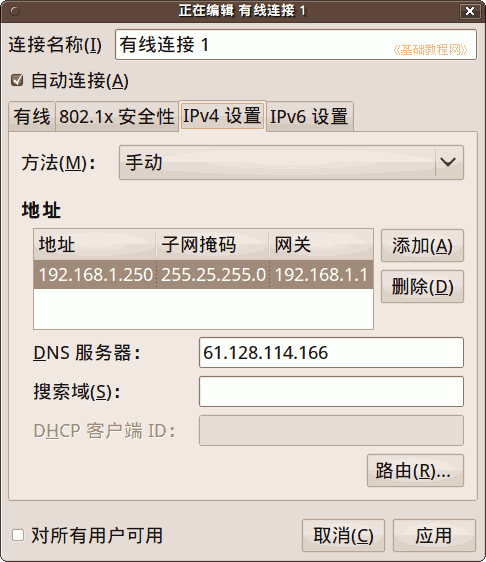 正在编辑 有线连接 1
连接名称(I) 有线连接 1 《基础教程网》
自动连接(A)
有线 802.1x 安全性 IPv4 设置 IPv6 设置
方法(M)： 手动
地址
地址 子网掩码 网关 添加(A)
192.168.1.250 255.25.255.0 192.168.1.1
删除(D)
DNS 服务器： 61.128.114.166
搜索域(S)：
DHCP 客户端 ID：
路由(R)...
对所有用户可用 取消(C) 应用